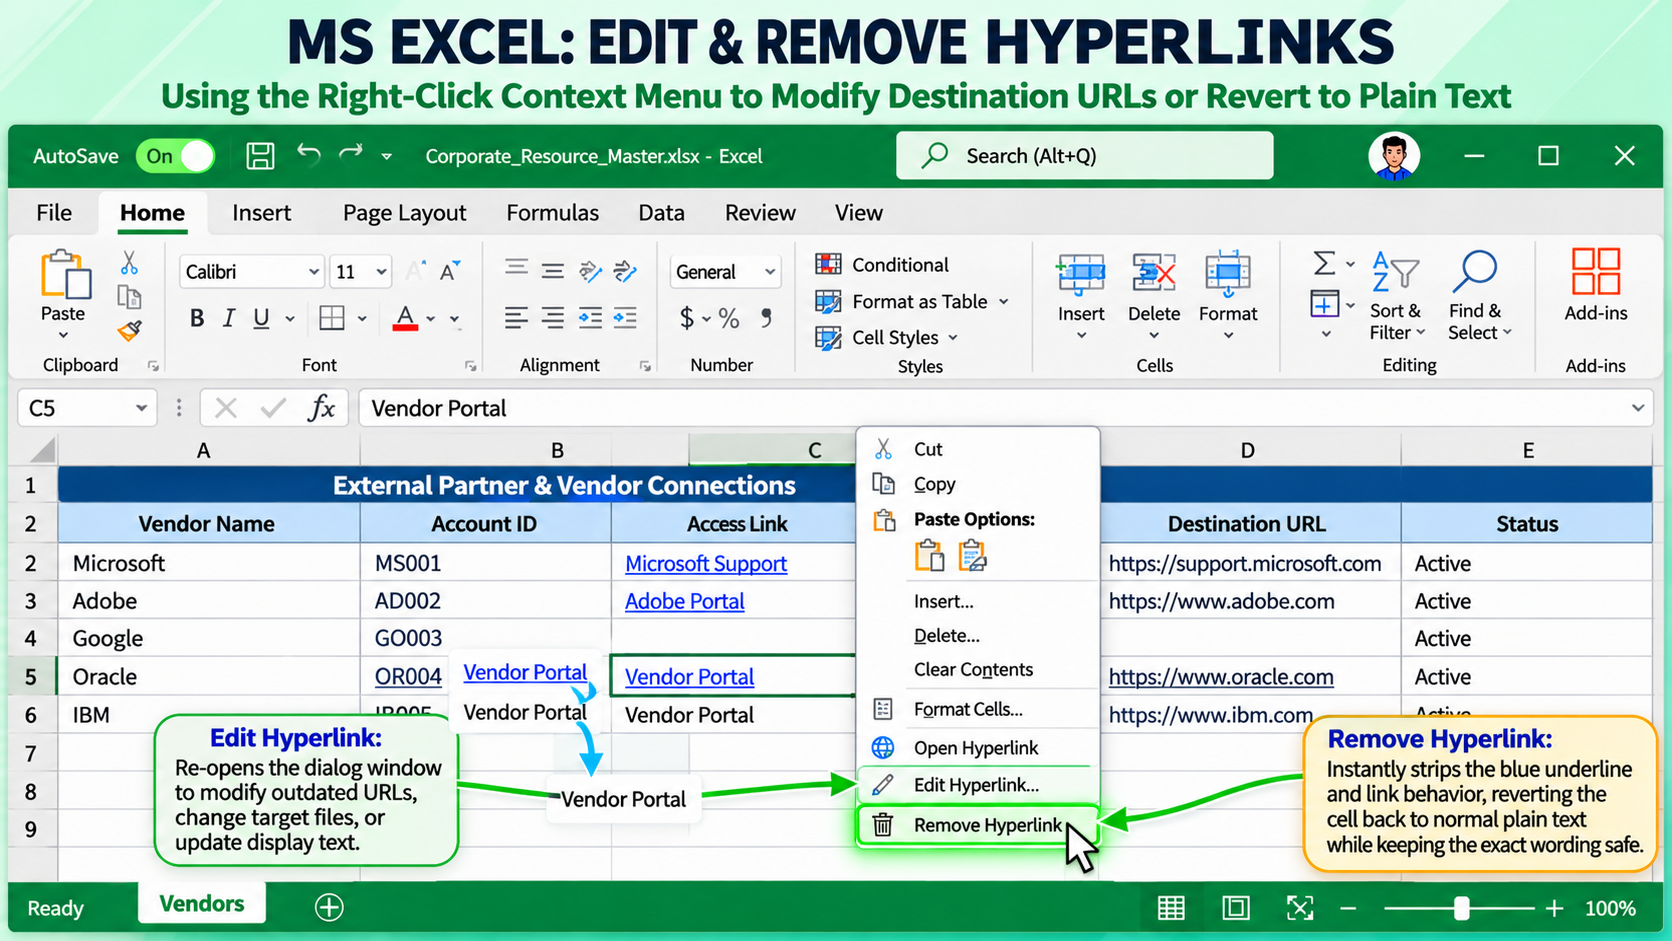 MS EXCEL: EDIT & REMOVE HYPERLINKS
Using the Right-Click Context Menu to Modify Destination URLs or Revert to Plain Text
AutoSave On Corporate_Resource_Master.xlsx - Excel Search (Alt+Q)
File Home Insert Page Layout Formulas Data Review View
Paste
Clipboard
Calibri 11
B I U A
Font
Alignment
General
$ % ,
Number
Conditional
Format as Table
Cell Styles
Styles
Insert Delete Format
Cells
Sort & Filter
Find & Select
Editing
Add-ins
Add-ins
C5 fx Vendor Portal
A B C D E
1 External Partner & Vendor Connections
2 Vendor Name Account ID Access Link Destination URL Status
2 Microsoft MS001 Microsoft Support https://support.microsoft.com Active
3 Adobe AD002 Adobe Portal https://www.adobe.com Active
4 Google GO003 Active
5 Oracle OR004 Vendor Portal https://www.oracle.com Active
6 IBM IB005 Vendor Portal https://www.ibm.com Active
7
8
9
Vendor Portal
Vendor Portal
Vendor Portal
Cut
Copy
Paste Options:
Insert...
Delete...
Clear Contents
Format Cells...
Open Hyperlink
Edit Hyperlink...
Remove Hyperlink
Edit Hyperlink:
Re-opens the dialog window
to modify outdated URLs,
change target files, or
update display text.
Remove Hyperlink:
Instantly strips the blue underline
and link behavior, reverting the
cell back to normal plain text
while keeping the exact wording safe.
Ready Vendors 100%